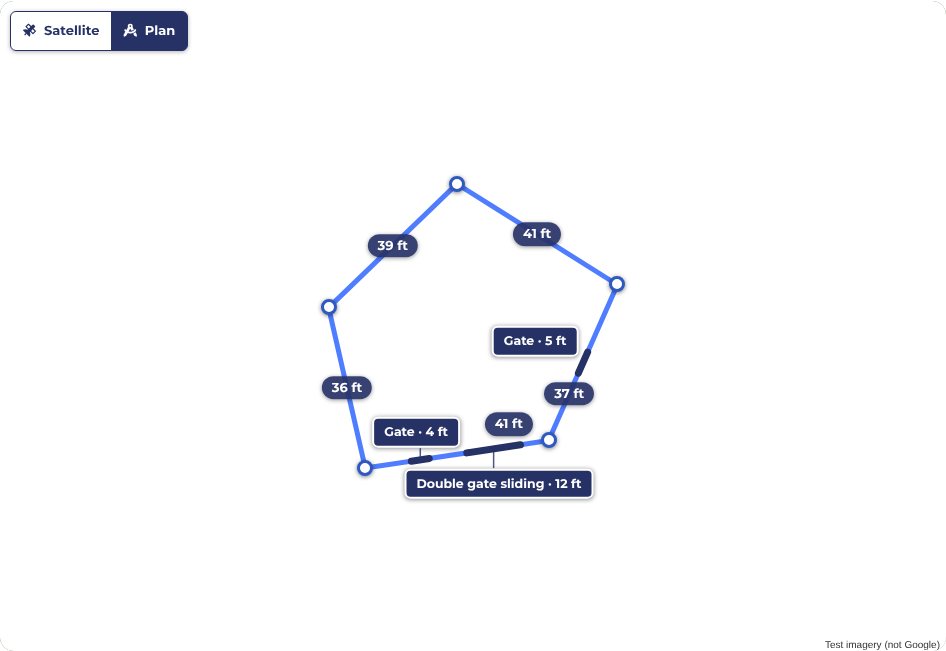 Satellite
Plan
39 ft
41 ft
Gate · 5 ft
36 ft
37 ft
41 ft
Gate · 4 ft
Double gate sliding · 12 ft
Test imagery (not Google)